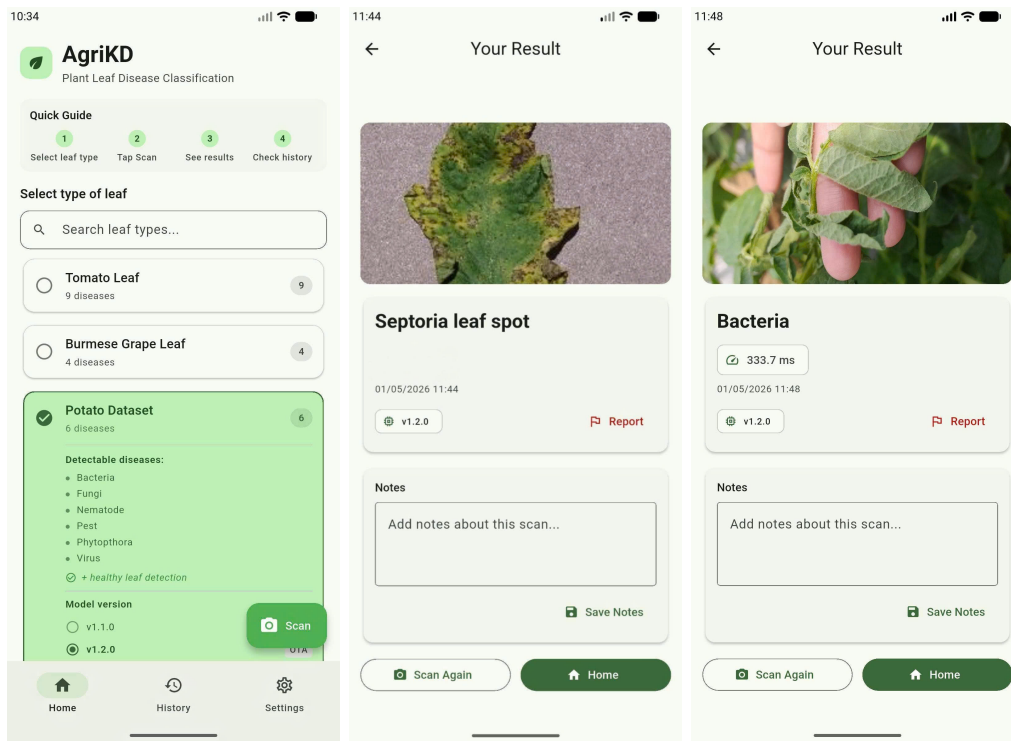 10:34
AgriKD
Plant Leaf Disease Classification
Quick Guide
1 2 3 4
Select leaf type Tap Scan See results Check history
Select type of leaf
Search leaf types...
Tomato Leaf
9 diseases
9
Burmese Grape Leaf
4 diseases
4
Potato Dataset
6 diseases
6
Detectable diseases:
• Bacteria
• Fungi
• Nematode
• Pest
• Phytopthora
• Virus
+ healthy leaf detection
Model version
v1.1.0
v1.2.0
OTA
Scan
Home History Settings
11:44
Your Result
Septoria leaf spot
01/05/2026 11:44
v1.2.0 Report
Notes
Add notes about this scan...
Save Notes
Scan Again Home
11:48
Your Result
Bacteria
333.7 ms
01/05/2026 11:48
v1.2.0 Report
Notes
Add notes about this scan...
Save Notes
Scan Again Home